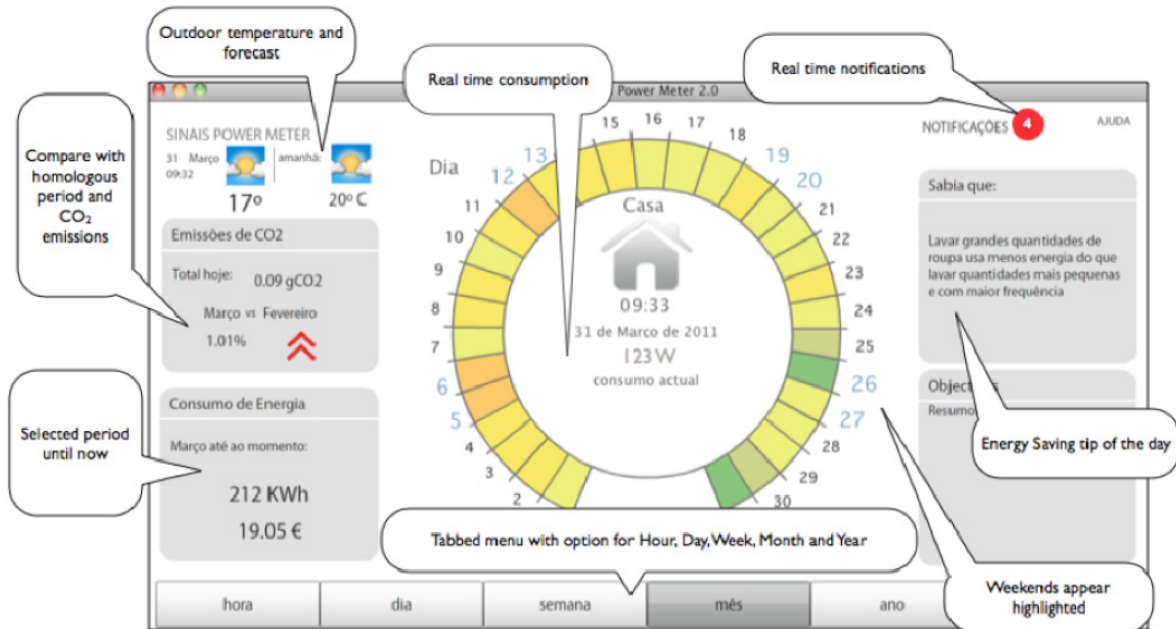 Outdoor temperature and
forecast
Real time consumption
Real time notifications
Compare with
homologous
period and
CO₂
emissions
Selected period
until now
Power Meter 2.0
SINAIS POWER METER
31 Março
09:32
amanhã:
17º
20º C
Emissões de CO2
Total hoje: 0.09 gCO2
Março vs Fevereiro
1.01%
Consumo de Energia
Março até ao momento:
212 KWh
19.05 €
Dia
2
3
4
5
6
7
8
9
10
11
12
13
15
16
17
18
19
20
21
22
23
24
25
26
27
28
29
30
Casa
09:33
31 de Março de 2011
123W
consumo actual
NOTIFICAÇÕES 4
AJUDA
Sabia que:
Lavar grandes quantidades de
roupa usa menos energia do que
lavar quantidades mais pequenas
e com maior frequência
Resumo
Energy Saving tip of the day
Tabbed menu with option for Hour, Day, Week, Month and Year
Weekends appear
highlighted
hora
dia
semana
mês
ano